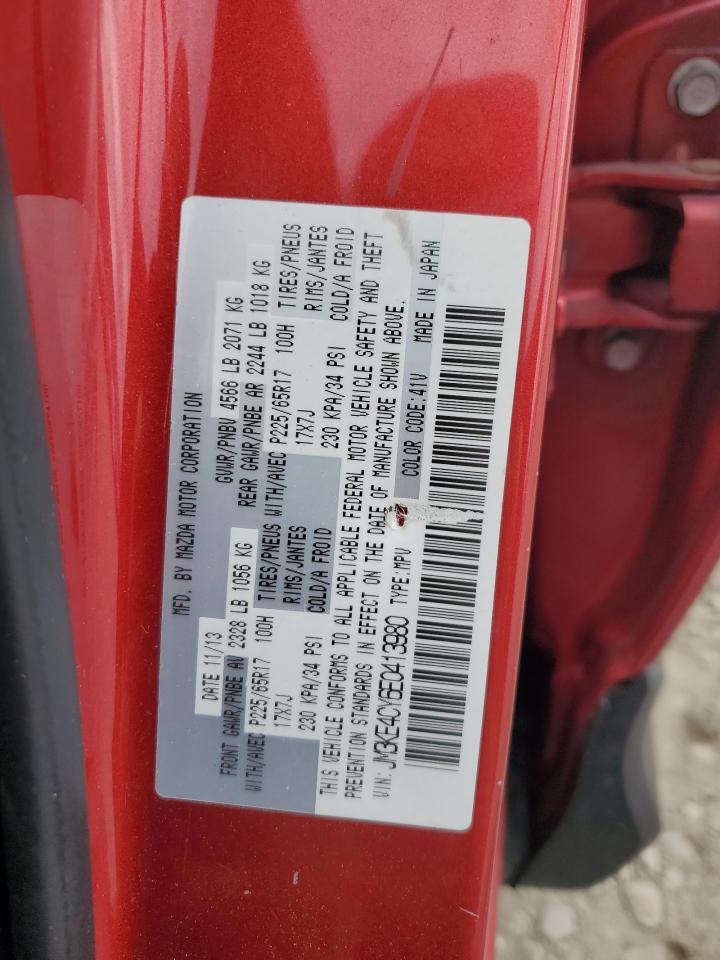 MFD. BY MAZDA MOTOR CORPORATION
DATE 11/13 GVWR/PNBV 4566 LB 2071 KG
FRONT GAWR/PNBE AV 2328 LB 1056 KG REAR GAWR/PNBE AR 2244 LB 1018 KG
WITH/AVEC P225/65R17 100H TIRES/PNEUS WITH/AVEC P225/65R17 100H TIRES/PNEUS
17X7J RIMS/JANTES 17X7J RIMS/JANTES
230 KPA/34 PSI COLD/A FROID 230 KPA/34 PSI COLD/A FROID
THIS VEHICLE CONFORMS TO ALL APPLICABLE FEDERAL MOTOR VEHICLE SAFETY AND THEFT
PREVENTION STANDARDS IN EFFECT ON THE DATE OF MANUFACTURE SHOWN ABOVE.
VIN: JM3KE4CY6E0413980 TYPE:MPV COLOR CODE:41V MADE IN JAPAN